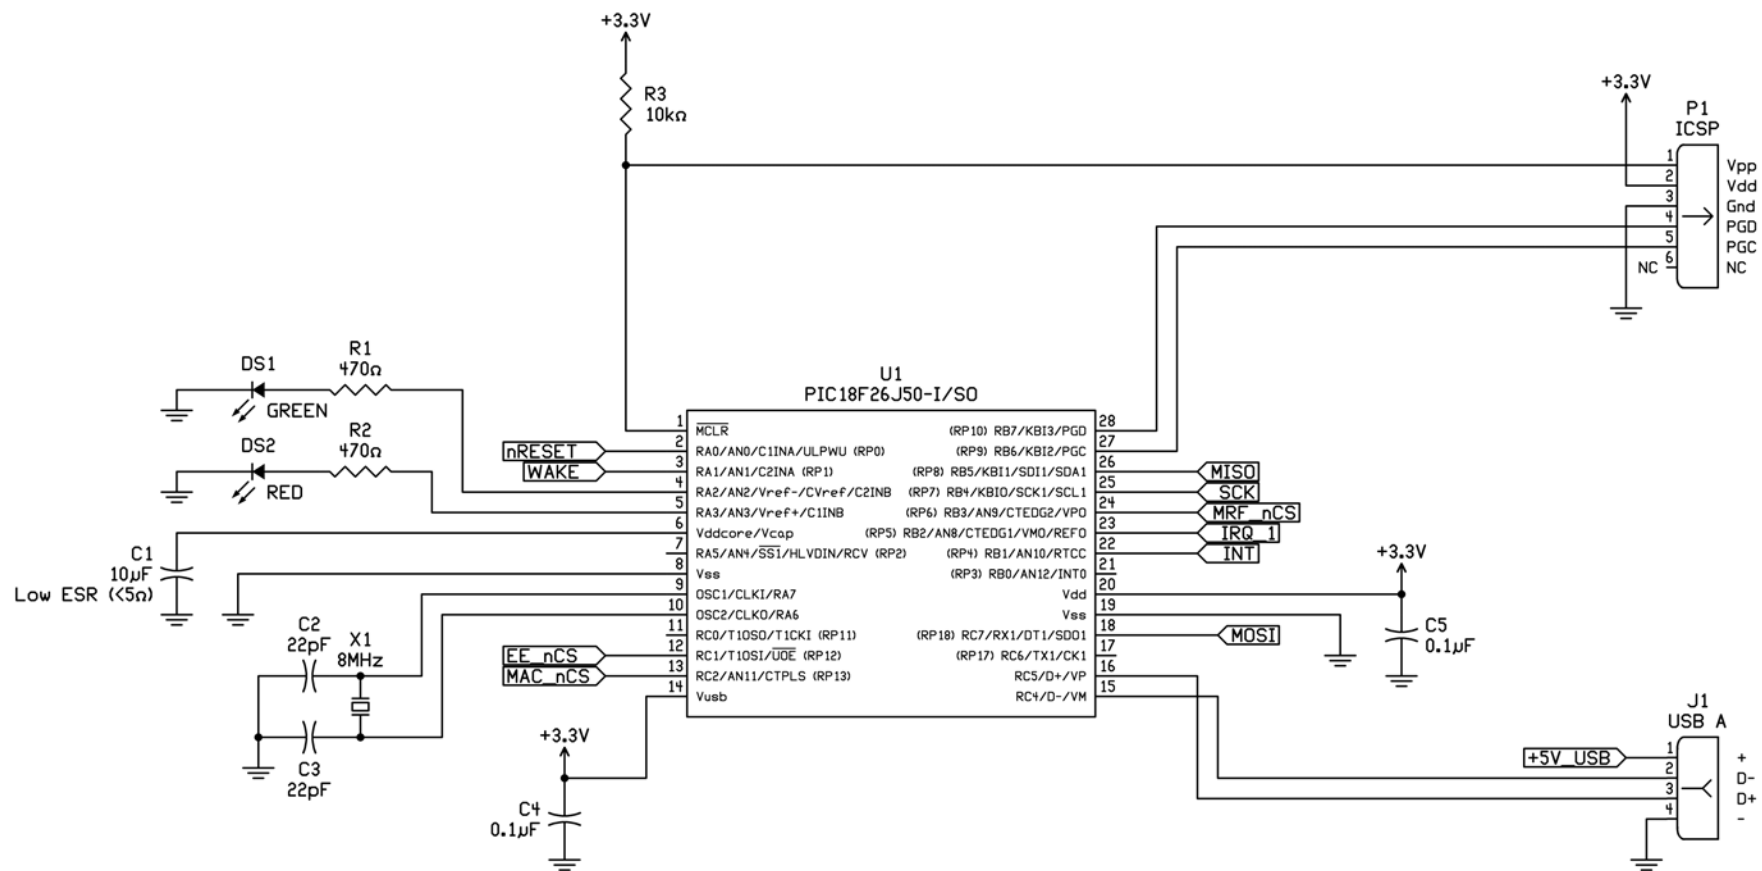 +3.3V
R3
10kΩ
+3.3V
P1
ICSP
1 Vpp
2 Vdd
3 Gnd
4 PGD
5 PGC
6
NC NC
DS1
GREEN
R1
470Ω
DS2
RED
R2
470Ω
C1
10µF
Low ESR (<5Ω)
C2
22pF
X1
8MHz
C3
22pF
nRESET
WAKE
EE_nCS
MAC_nCS
+3.3V
C4
0.1µF
U1
PIC18F26J50-I/SO
1 MCLR
2 RA0/AN0/C1INA/ULPWU (RP0)
3 RA1/AN1/C2INA (RP1)
4 RA2/AN2/Vref-/CVref/C2INB
5 RA3/AN3/Vref+/C1INB
6 Vddcore/Vcap
7 RA5/AN4/SS1/HLVDIN/RCV (RP2)
8 Vss
9 OSC1/CLKI/RA7
10 OSC2/CLKO/RA6
11 RC0/T1OSO/T1CKI (RP11)
12 RC1/T1OSI/UOE (RP12)
13 RC2/AN11/CTPLS (RP13)
14 Vusb
(RP10) RB7/KBI3/PGD 28
(RP9) RB6/KBI2/PGC 27
(RP8) RB5/KBI1/SDI1/SDA1 26
(RP7) RB4/KBI0/SCK1/SCL1 25
(RP6) RB3/AN9/CTEDG2/VPO 24
(RP5) RB2/AN8/CTEDG1/VMO/REFO 23
(RP4) RB1/AN10/RTCC 22
(RP3) RB0/AN12/INT0 21
Vdd 20
Vss 19
(RP18) RC7/RX1/DT1/SDO1 18
(RP17) RC6/TX1/CK1 17
RC5/D+/VP 16
RC4/D-/VM 15
MISO
SCK
MRF_nCS
IRQ_1
INT
MOSI
+3.3V
C5
0.1µF
J1
USB A
+5V_USB
1 +
2 D-
3 D+
4 -